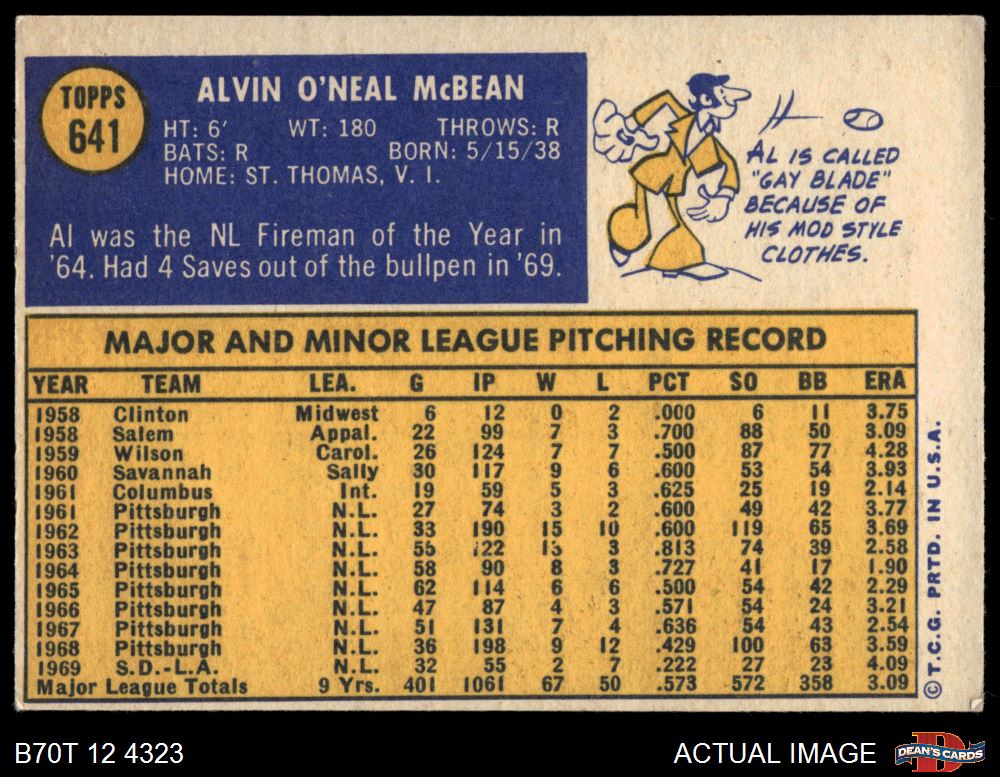 TOPPS
641
ALVIN O'NEAL McBEAN
HT: 6' WT: 180 THROWS: R
BATS: R BORN: 5/15/38
HOME: ST. THOMAS, V. I.
Al was the NL Fireman of the Year in
'64. Had 4 Saves out of the bullpen in '69.
AL IS CALLED
"GAY BLADE"
BECAUSE OF
HIS MOD STYLE
CLOTHES.
MAJOR AND MINOR LEAGUE PITCHING RECORD
YEAR TEAM LEA. G IP W L PCT SO BB ERA
1958 Clinton Midwest 6 12 0 2 .000 6 11 3.75
1958 Salem Appal. 22 99 7 3 .700 88 50 3.09
1959 Wilson Carol. 26 124 7 7 .500 87 77 4.28
1960 Savannah Sally 30 117 9 6 .600 53 54 3.93
1961 Columbus Int. 19 59 5 3 .625 25 19 2.14
1961 Pittsburgh N.L. 27 74 3 2 .600 49 42 3.77
1962 Pittsburgh N.L. 33 190 15 10 .600 119 65 3.69
1963 Pittsburgh N.L. 55 122 13 3 .813 74 39 2.58
1964 Pittsburgh N.L. 58 90 8 3 .727 41 17 1.90
1965 Pittsburgh N.L. 62 114 6 6 .500 54 42 2.29
1966 Pittsburgh N.L. 47 87 4 3 .571 54 24 3.21
1967 Pittsburgh N.L. 51 131 7 4 .636 54 43 2.54
1968 Pittsburgh N.L. 36 198 9 12 .429 100 63 3.59
1969 S.D.-L.A. N.L. 32 55 2 7 .222 27 23 4.09
Major League Totals 9 Yrs. 401 1061 67 50 .573 572 358 3.09
©T.C.G. PRTD. IN U.S.A.
B70T 12 4323
ACTUAL IMAGE
DEAN'S CARDS